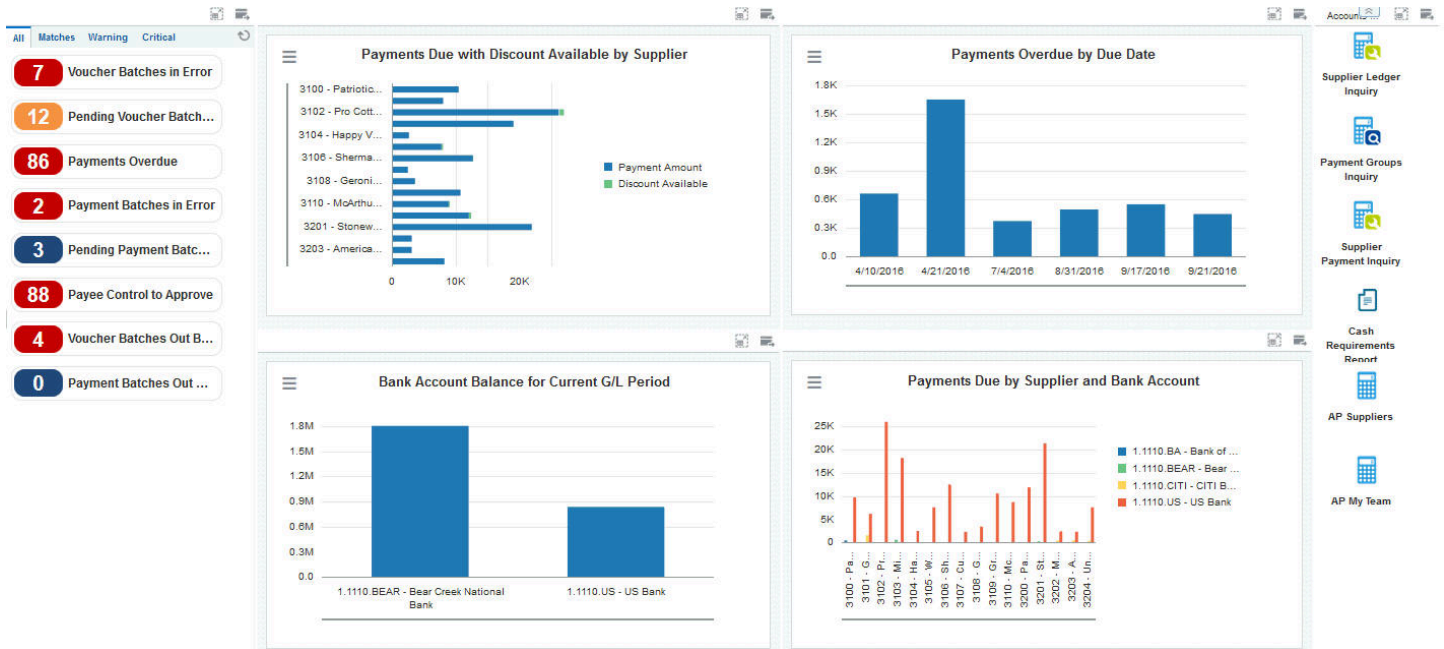 All Matches Warning Critical
7 Voucher Batches in Error
12 Pending Voucher Batch...
86 Payments Overdue
2 Payment Batches in Error
3 Pending Payment Batc...
88 Payee Control to Approve
4 Voucher Batches Out B...
0 Payment Batches Out ...
Payments Due with Discount Available by Supplier
3100 - Patriotic...
3102 - Pro Cott...
3104 - Happy V...
3106 - Sherma...
3108 - Geroni...
3110 - McArthu...
3201 - Stonew...
3203 - America...
0 10K 20K
Payment Amount
Discount Available
Payments Overdue by Due Date
1.8K
1.5K
1.2K
0.9K
0.6K
0.3K
0.0
4/10/2016 4/21/2016 7/4/2016 8/31/2016 9/17/2016 9/21/2016
Bank Account Balance for Current G/L Period
1.8M
1.5M
1.2M
0.9M
0.6M
0.3M
0.0
1.1110.BEAR - Bear Creek National
Bank
1.1110.US - US Bank
Payments Due by Supplier and Bank Account
25K
20K
15K
10K
5K
0
3100 - Pa...
3101 - G...
3102 - Pr...
3103 - Mi...
3104 - Ha...
3105 - W...
3106 - Sh...
3107 - Cu...
3108 - G...
3109 - Gr...
3110 - Mc...
3200 - Pa...
3201 - St...
3202 - M...
3203 - A...
3204 - Un...
1.1110.BA - Bank of ...
1.1110.BEAR - Bear ...
1.1110.CITI - CITI B...
1.1110.US - US Bank
Supplier Ledger
Inquiry
Payment Groups
Inquiry
Supplier
Payment Inquiry
Cash
Requirements
Report
AP Suppliers
AP My Team